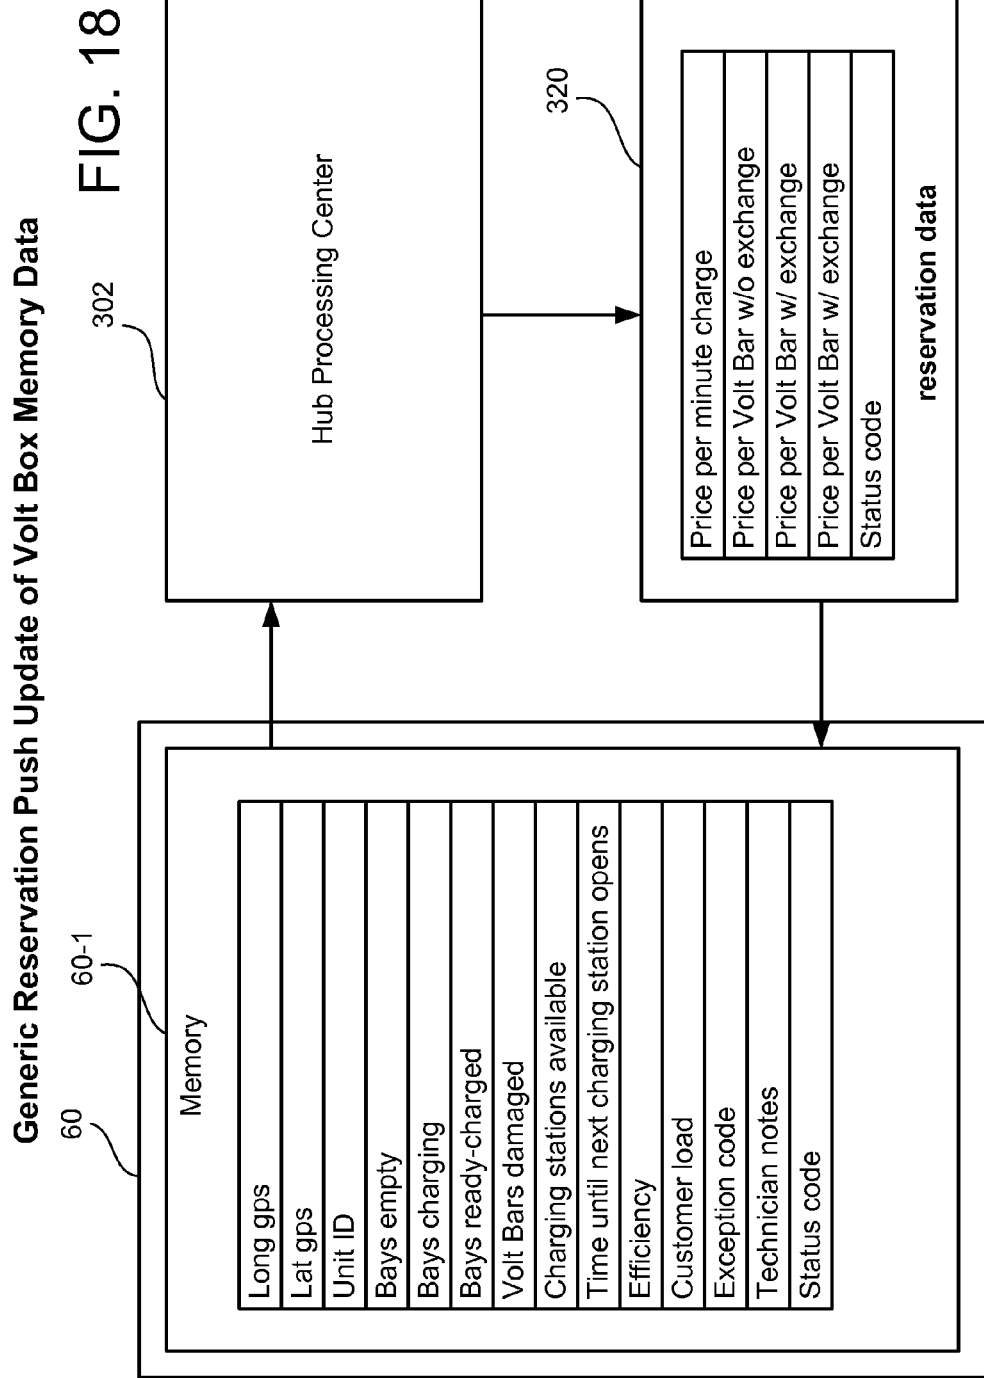 Generic Reservation Push Update of Volt Box Memory Data
FIG. 18
60
60-1
Memory
Long gps
Lat gps
Unit ID
Bays empty
Bays charging
Bays ready-charged
Volt Bars damaged
Charging stations available
Time until next charging station opens
Efficiency
Customer load
Exception code
Technician notes
Status code
302
Hub Processing Center
320
Price per minute charge
Price per Volt Bar w/o exchange
Price per Volt Bar w/ exchange
Price per Volt Bar w/ exchange
Status code
reservation data